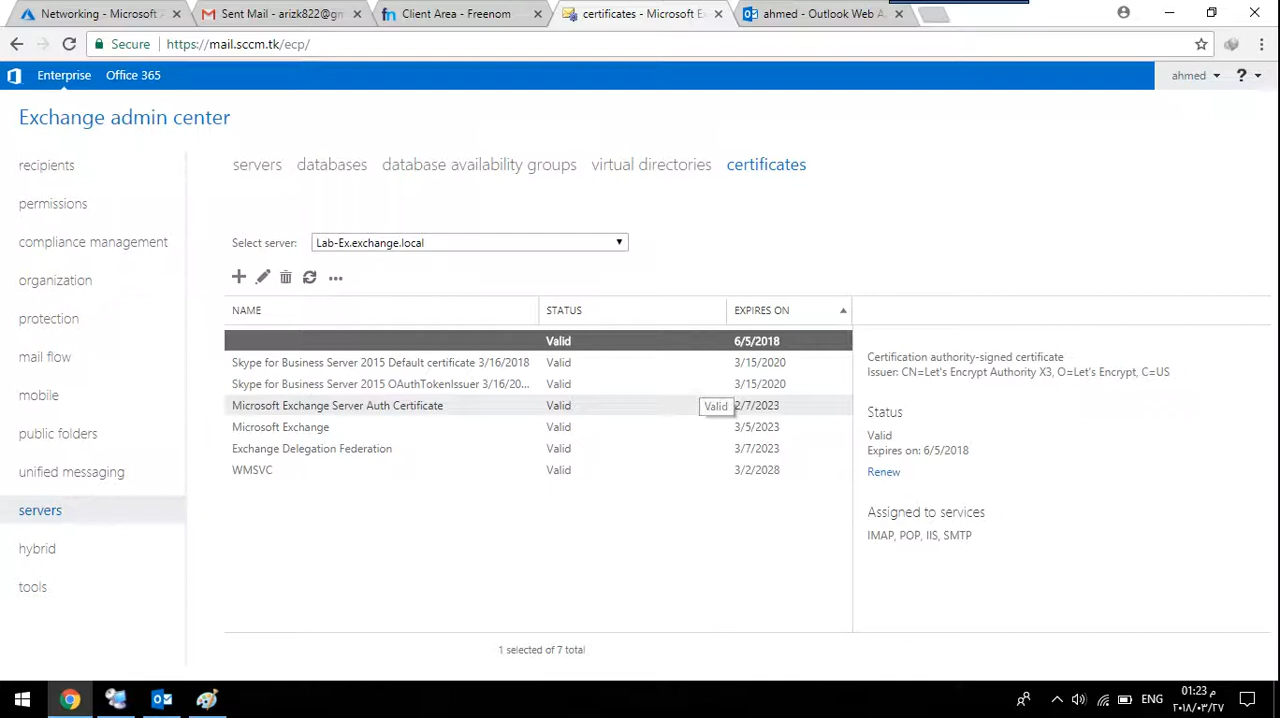 Networking - Microsoft A
Sent Mail - arizk822@gm
Client Area - Freenom
certificates - Microsoft Ex
ahmed - Outlook Web A
Secure https://mail.sccm.tk/ecp/
Enterprise Office 365
ahmed ?
Exchange admin center
recipients
permissions
compliance management
organization
protection
mail flow
mobile
public folders
unified messaging
servers
hybrid
tools
servers databases database availability groups virtual directories certificates
Select server: Lab-Ex.exchange.local
NAME STATUS EXPIRES ON
Valid 6/5/2018
Skype for Business Server 2015 Default certificate 3/16/2018 Valid 3/15/2020
Skype for Business Server 2015 OAuthTokenIssuer 3/16/20... Valid 3/15/2020
Microsoft Exchange Server Auth Certificate Valid 2/7/2023
Valid
Microsoft Exchange Valid 3/5/2023
Exchange Delegation Federation Valid 3/7/2023
WMSVC Valid 3/2/2028
1 selected of 7 total
Certification authority-signed certificate
Issuer: CN=Let's Encrypt Authority X3, O=Let's Encrypt, C=US
Status
Valid
Expires on: 6/5/2018
Renew
Assigned to services
IMAP, POP, IIS, SMTP
ENG
01:23 م
٢٠١٨/٠٣/٢٧